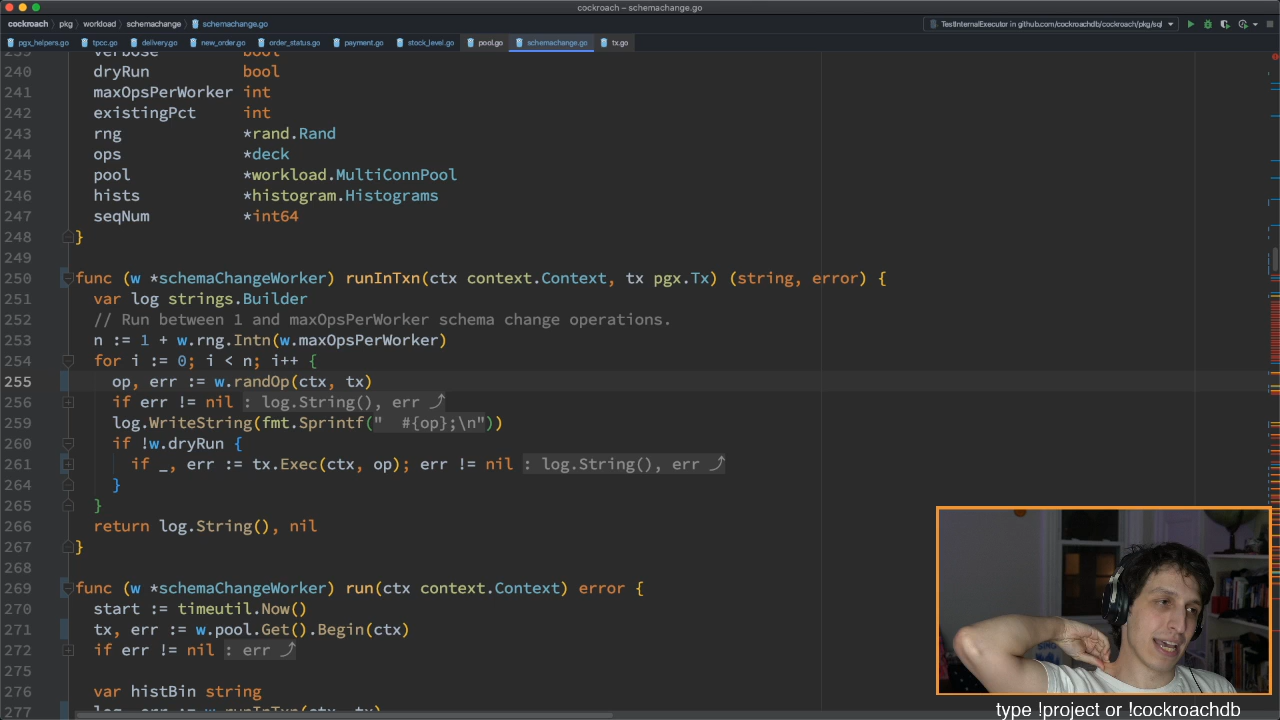 cockroach – schemachange.go
cockroach › pkg › workload › schemachange › schemachange.go
TestInternalExecutor in github.com/cockroachdb/cockroach/pkg/sql
pgx_helpers.go tpcc.go delivery.go new_order.go order_status.go payment.go stock_level.go pool.go schemachange.go tx.go
239 verbose bool
240 dryRun bool
241 maxOpsPerWorker int
242 existingPct int
243 rng *rand.Rand
244 ops *deck
245 pool *workload.MultiConnPool
246 hists *histogram.Histograms
247 seqNum *int64
248 }
249
250 func (w *schemaChangeWorker) runInTxn(ctx context.Context, tx pgx.Tx) (string, error) {
251 var log strings.Builder
252 // Run between 1 and maxOpsPerWorker schema change operations.
253 n := 1 + w.rng.Intn(w.maxOpsPerWorker)
254 for i := 0; i < n; i++ {
255 op, err := w.randOp(ctx, tx)
256 if err != nil : log.String(), err
259 log.WriteString(fmt.Sprintf("  #{op};\n"))
260 if !w.dryRun {
261 if _, err := tx.Exec(ctx, op); err != nil : log.String(), err
264 }
265 }
266 return log.String(), nil
267 }
268
269 func (w *schemaChangeWorker) run(ctx context.Context) error {
270 start := timeutil.Now()
271 tx, err := w.pool.Get().Begin(ctx)
272 if err != nil : err
275
276 var histBin string
277 log, err := w.runInTxn(ctx, tx)
type !project or !cockroachdb